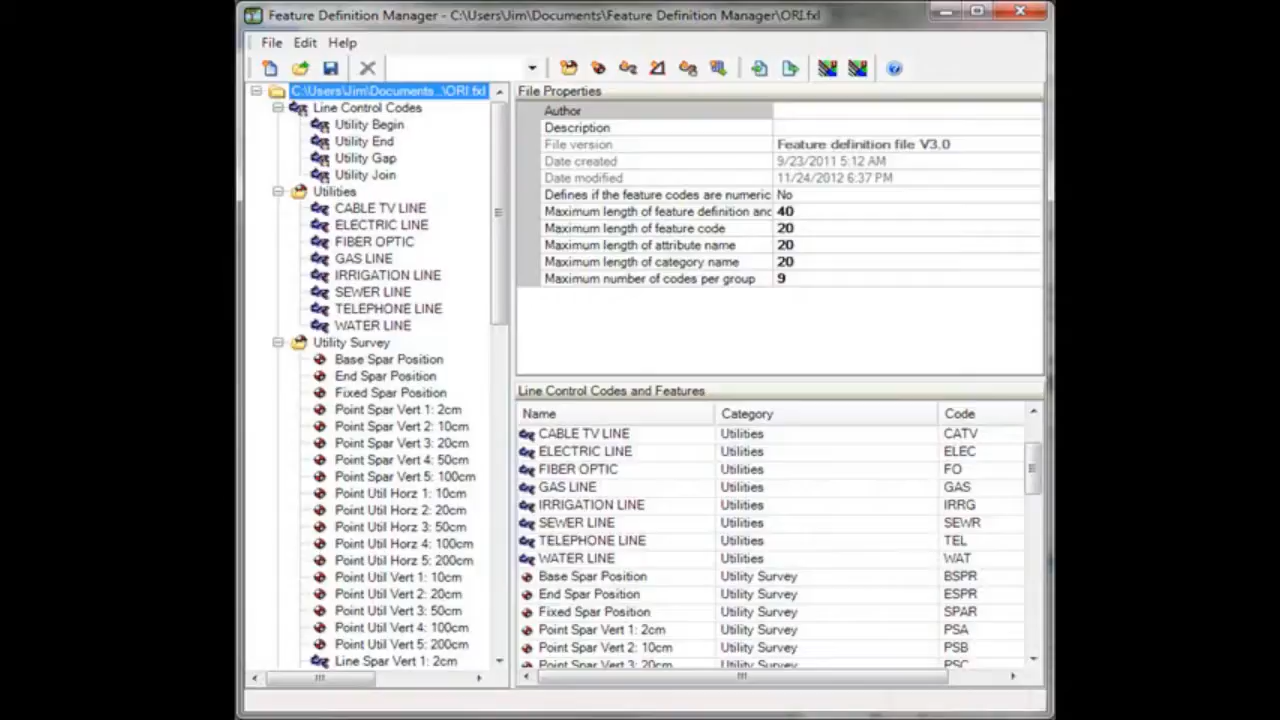 Feature Definition Manager - C:\Users\Jim\Documents\Feature Definition Manager\ORI.fxl
File Edit Help
C:\Users\Jim\Documents...\ORI.fxl
Line Control Codes
Utility Begin
Utility End
Utility Gap
Utility Join
Utilities
CABLE TV LINE
ELECTRIC LINE
FIBER OPTIC
GAS LINE
IRRIGATION LINE
SEWER LINE
TELEPHONE LINE
WATER LINE
Utility Survey
Base Spar Position
End Spar Position
Fixed Spar Position
Point Spar Vert 1: 2cm
Point Spar Vert 2: 10cm
Point Spar Vert 3: 20cm
Point Spar Vert 4: 50cm
Point Spar Vert 5: 100cm
Point Util Horz 1: 10cm
Point Util Horz 2: 20cm
Point Util Horz 3: 50cm
Point Util Horz 4: 100cm
Point Util Horz 5: 200cm
Point Util Vert 1: 10cm
Point Util Vert 2: 20cm
Point Util Vert 3: 50cm
Point Util Vert 4: 100cm
Point Util Vert 5: 200cm
Line Spar Vert 1: 2cm
File Properties
Author
Description
File version Feature definition file V3.0
Date created 9/23/2011 5:12 AM
Date modified 11/24/2012 6:37 PM
Defines if the feature codes are numeric No
Maximum length of feature definition anc 40
Maximum length of feature code 20
Maximum length of attribute name 20
Maximum length of category name 20
Maximum number of codes per group 9
Line Control Codes and Features
Name Category Code
CABLE TV LINE Utilities CATV
ELECTRIC LINE Utilities ELEC
FIBER OPTIC Utilities FO
GAS LINE Utilities GAS
IRRIGATION LINE Utilities IRRG
SEWER LINE Utilities SEWR
TELEPHONE LINE Utilities TEL
WATER LINE Utilities WAT
Base Spar Position Utility Survey BSPR
End Spar Position Utility Survey ESPR
Fixed Spar Position Utility Survey SPAR
Point Spar Vert 1: 2cm Utility Survey PSA
Point Spar Vert 2: 10cm Utility Survey PSB
Point Spar Vert 3: 20cm Utility Survey PSC